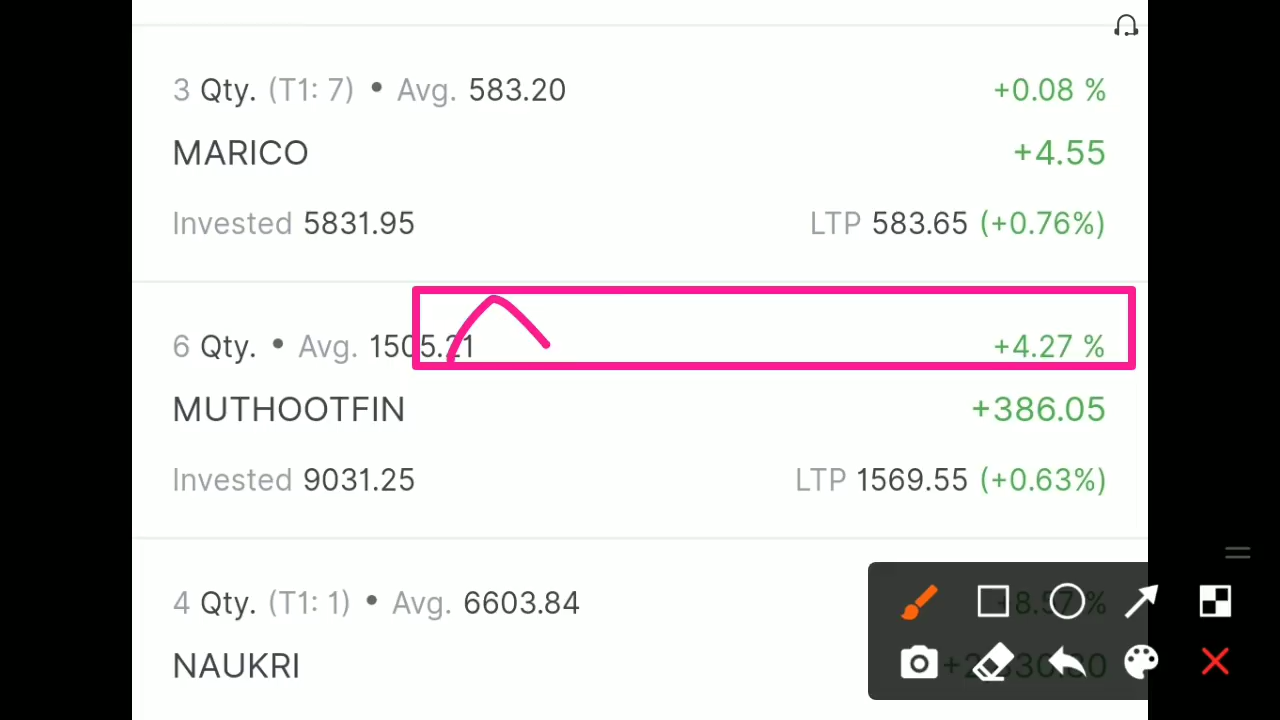 3 Qty. (T1: 7) • Avg. 583.20 +0.08 %
MARICO +4.55
Invested 5831.95 LTP 583.65 (+0.76%)
6 Qty. • Avg. 1505.21 +4.27 %
MUTHOOTFIN +386.05
Invested 9031.25 LTP 1569.55 (+0.63%)
4 Qty. (T1: 1) • Avg. 6603.84
NAUKRI